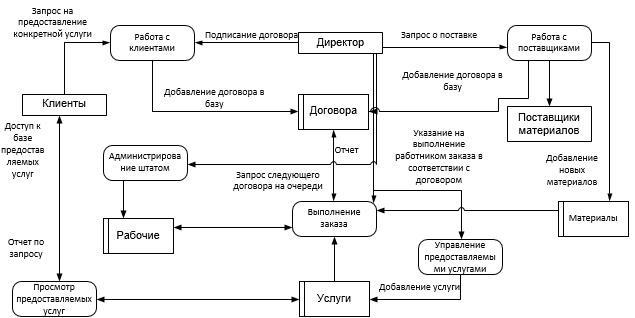 Запрос на
предоставление
конкретной услуги
Работа с
клиентами
Подписание договора
Директор
Запрос о поставке
Работа с
поставщиками
Клиенты
Добавление договора в
базу
Договора
Добавление договора в
базу
Поставщики
материалов
Доступ к
базе
предостав
ляемых
услуг
Администрирова
ние штатом
Отчет
Запрос следующего
договора на очереди
Указание на
выполнение
работником заказа в
соответствии с
договором
Добавление
новых
материалов
Рабочие
Выполнение
заказа
Материалы
Отчет по
запросу
Управление
предоставляемы
ми услугами
Просмотр
предоставляемых
услуг
Услуги
Добавление услуги